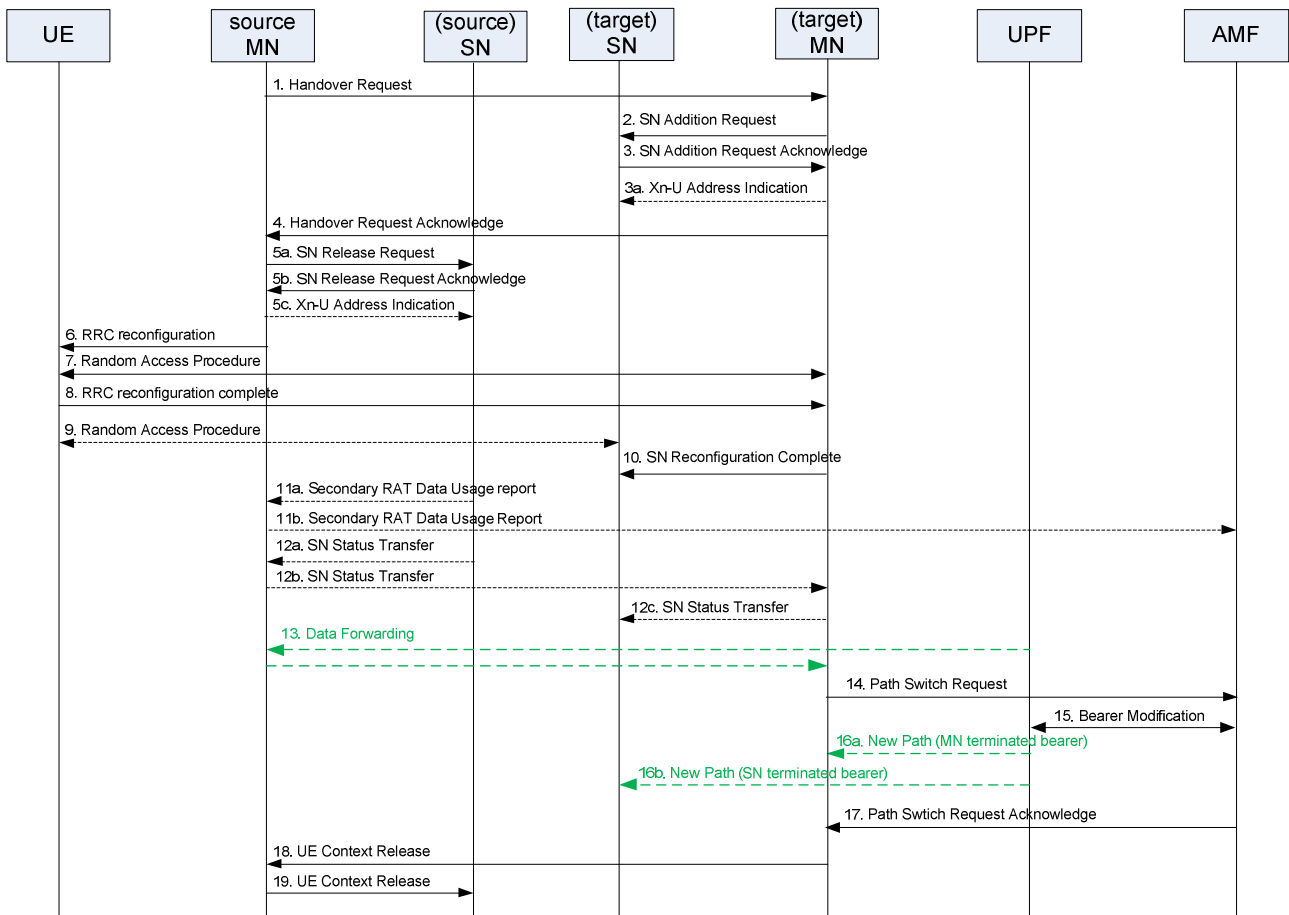 UE
source
MN
(source)
SN
(target)
SN
(target)
MN
UPF
AMF
1. Handover Request
2. SN Addition Request
3. SN Addition Request Acknowledge
3a. Xn-U Address Indication
4. Handover Request Acknowledge
5a. SN Release Request
5b. SN Release Request Acknowledge
5c. Xn-U Address Indication
6. RRC reconfiguration
7. Random Access Procedure
8. RRC reconfiguration complete
9. Random Access Procedure
10. SN Reconfiguration Complete
11a. Secondary RAT Data Usage report
11b. Secondary RAT Data Usage Report
12a. SN Status Transfer
12b. SN Status Transfer
12c. SN Status Transfer
13. Data Forwarding
14. Path Switch Request
15. Bearer Modification
16a. New Path (MN terminated bearer)
16b. New Path (SN terminated bearer)
17. Path Swtich Request Acknowledge
18. UE Context Release
19. UE Context Release